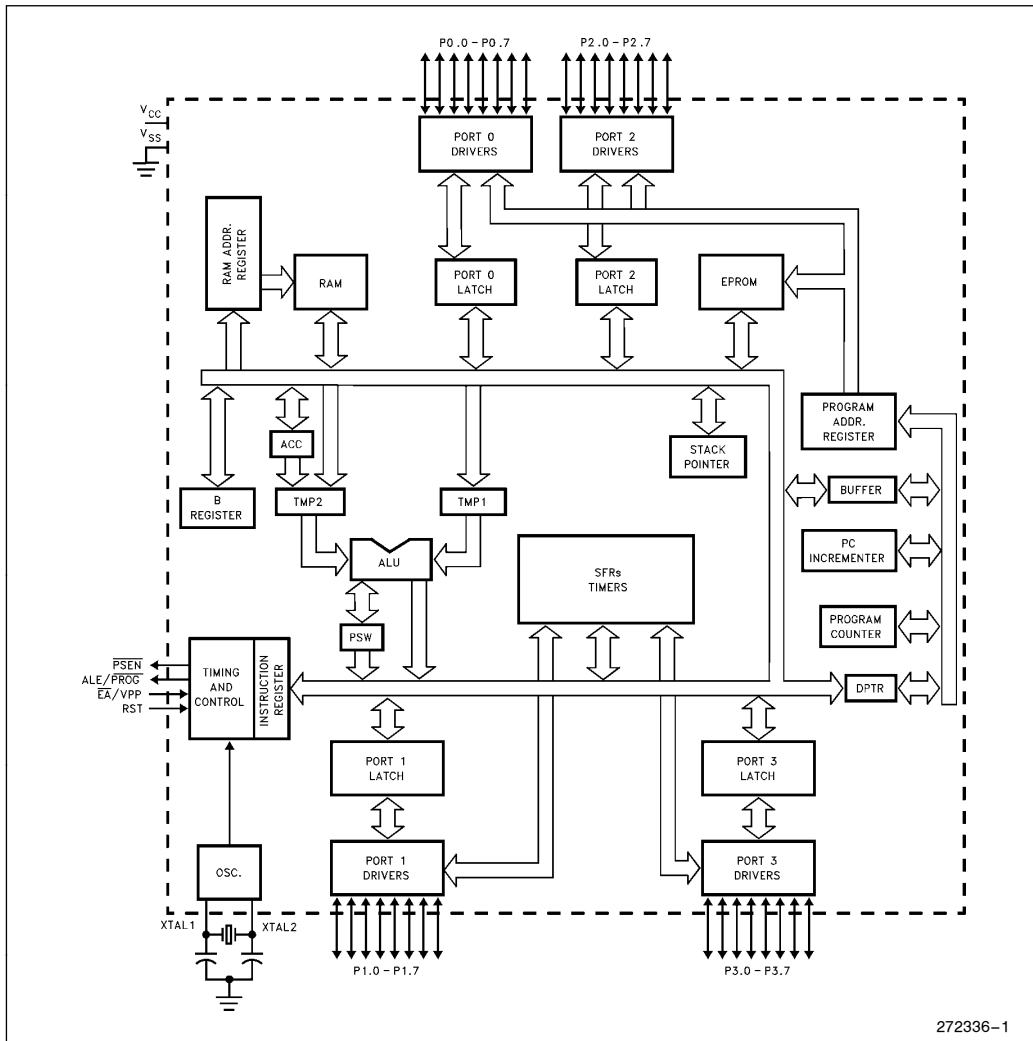 P0.0 – P0.7
P2.0 – P2.7
VCC
VSS
PORT 0
DRIVERS
PORT 2
DRIVERS
RAM ADDR.
REGISTER
RAM
PORT 0
LATCH
PORT 2
LATCH
EPROM
PROGRAM
ADDR.
REGISTER
ACC
STACK
POINTER
B
REGISTER
TMP2
TMP1
BUFFER
ALU
SFRs
TIMERS
PC
INCREMENTER
PSW
PROGRAM
COUNTER
PSEN
ALE/PROG
EA/VPP
RST
TIMING
AND
CONTROL
INSTRUCTION
REGISTER
DPTR
PORT 1
LATCH
PORT 3
LATCH
OSC.
PORT 1
DRIVERS
PORT 3
DRIVERS
XTAL1
XTAL2
P1.0 – P1.7
P3.0 – P3.7
272336–1